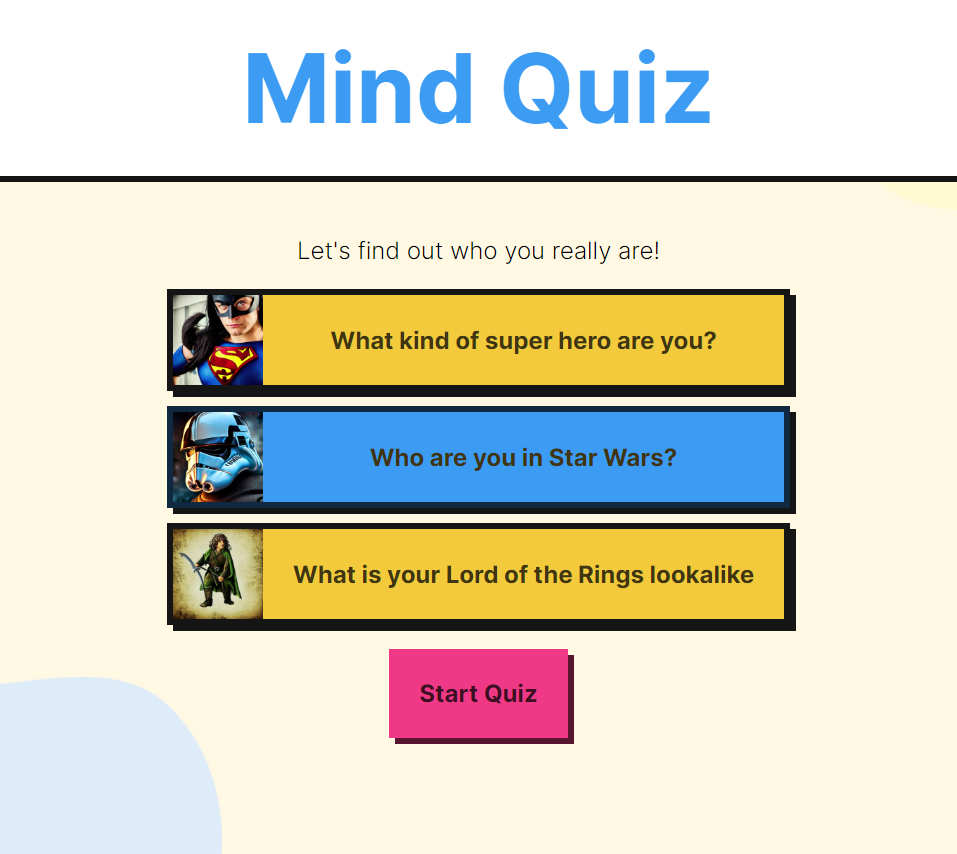 Mind Quiz
Let's find out who you really are!
What kind of super hero are you?
Who are you in Star Wars?
What is your Lord of the Rings lookalike
Start Quiz